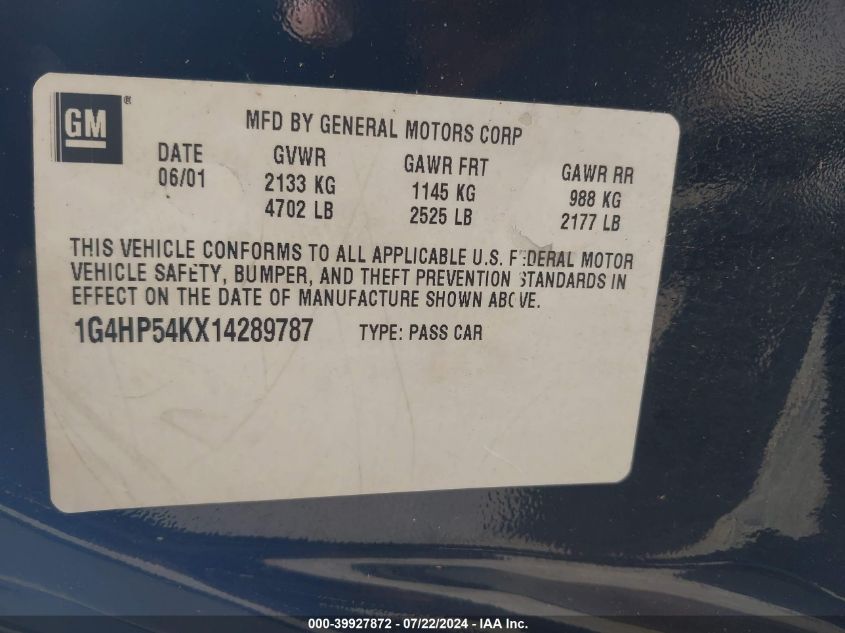 GM ®
MFD BY GENERAL MOTORS CORP
DATE GVWR GAWR FRT GAWR RR
06/01 2133 KG 1145 KG 988 KG
4702 LB 2525 LB 2177 LB
THIS VEHICLE CONFORMS TO ALL APPLICABLE U.S. FEDERAL MOTOR
VEHICLE SAFETY, BUMPER, AND THEFT PREVENTION STANDARDS IN
EFFECT ON THE DATE OF MANUFACTURE SHOWN ABOVE.
1G4HP54KX14289787 TYPE: PASS CAR
000-39927872 / 07/22/2024 / IAA Inc.